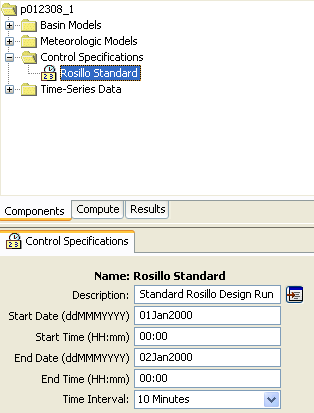 p012308_1
Basin Models
Meteorologic Models
Control Specifications
Rosillo Standard
Time-Series Data
Components Compute Results
Control Specifications
Name: Rosillo Standard
Description: Standard Rosillo Design Run
Start Date (ddMMMYYYY) 01Jan2000
Start Time (HH:mm) 00:00
End Date (ddMMMYYYY) 02Jan2000
End Time (HH:mm) 00:00
Time Interval: 10 Minutes